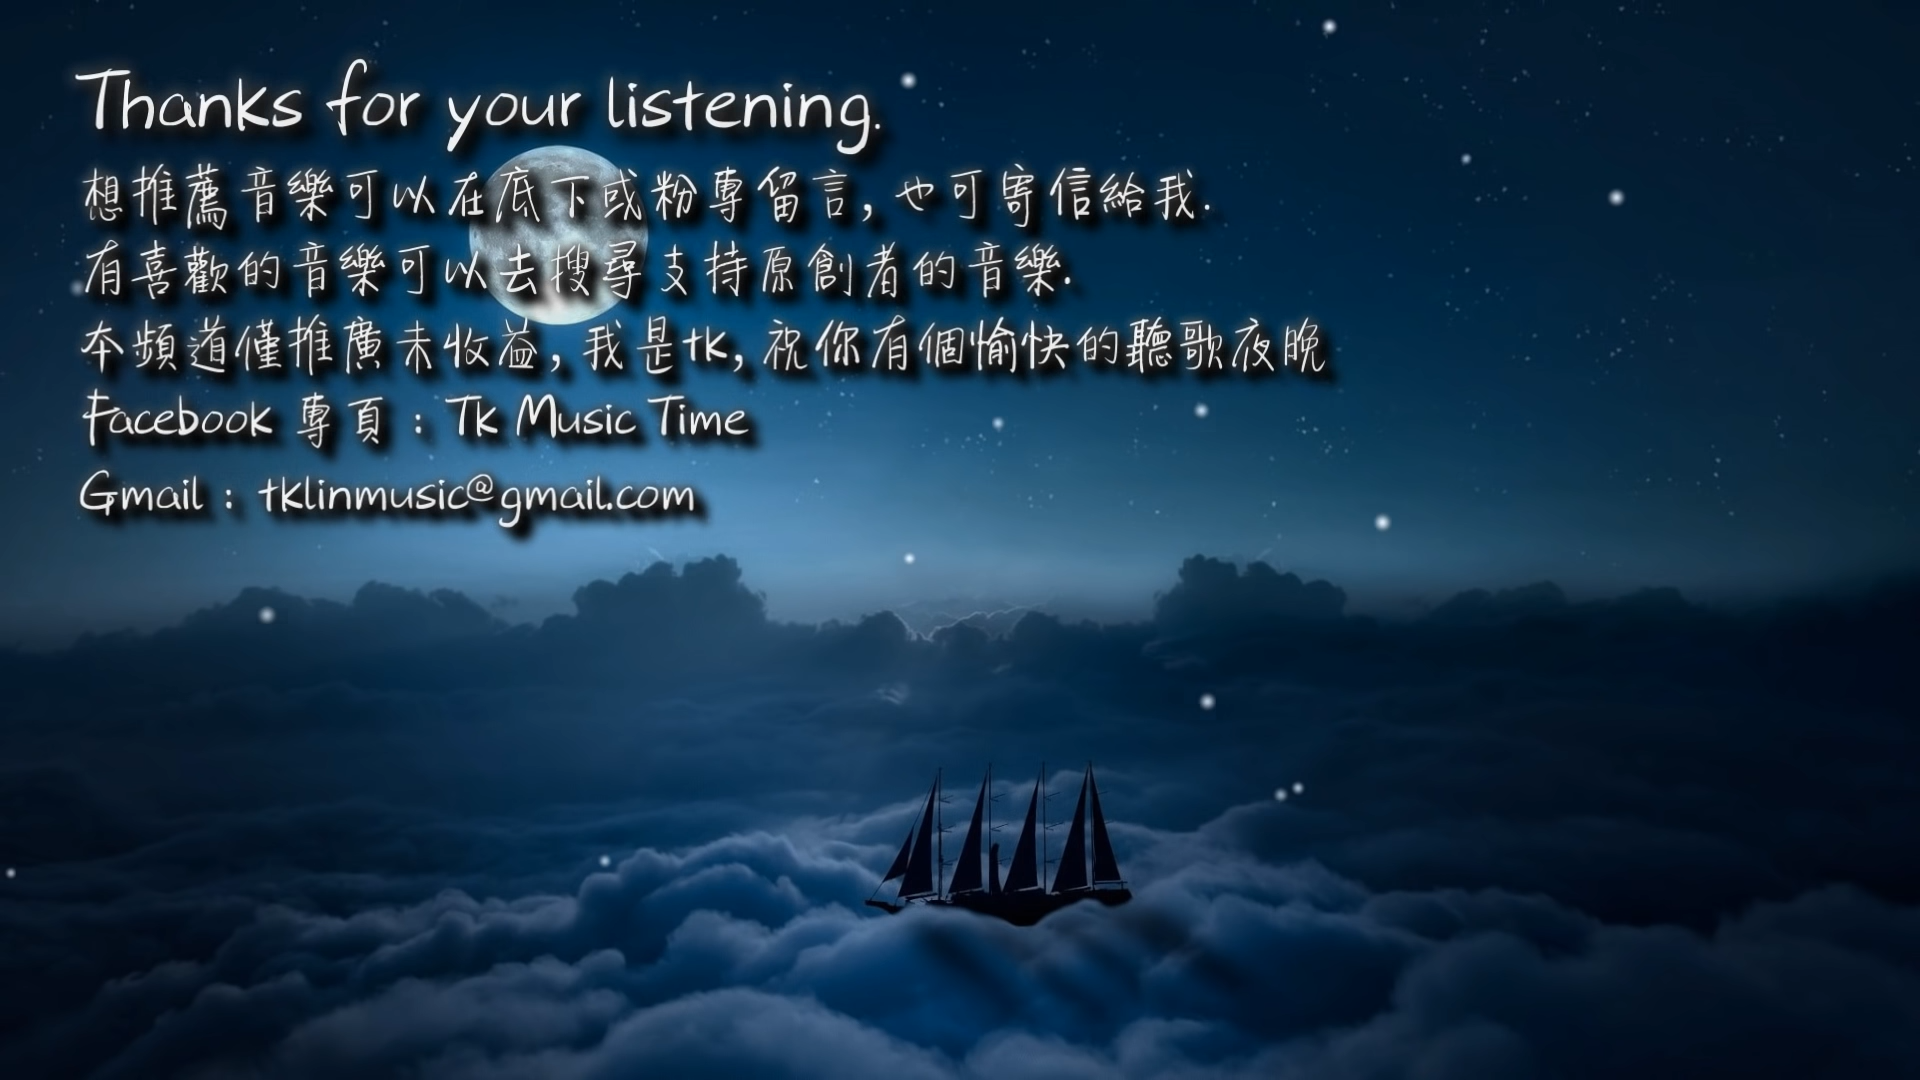 Thanks for your listening.
想推薦音樂可以在底下或粉專留言, 也可寄信給我.
有喜歡的音樂可以去搜尋支持原創者的音樂.
本頻道僅推廣未收益, 我是tk, 祝你有個愉快的聽歌夜晚
Facebook 專頁 : Tk Music Time
Gmail : tklinmusic@gmail.com